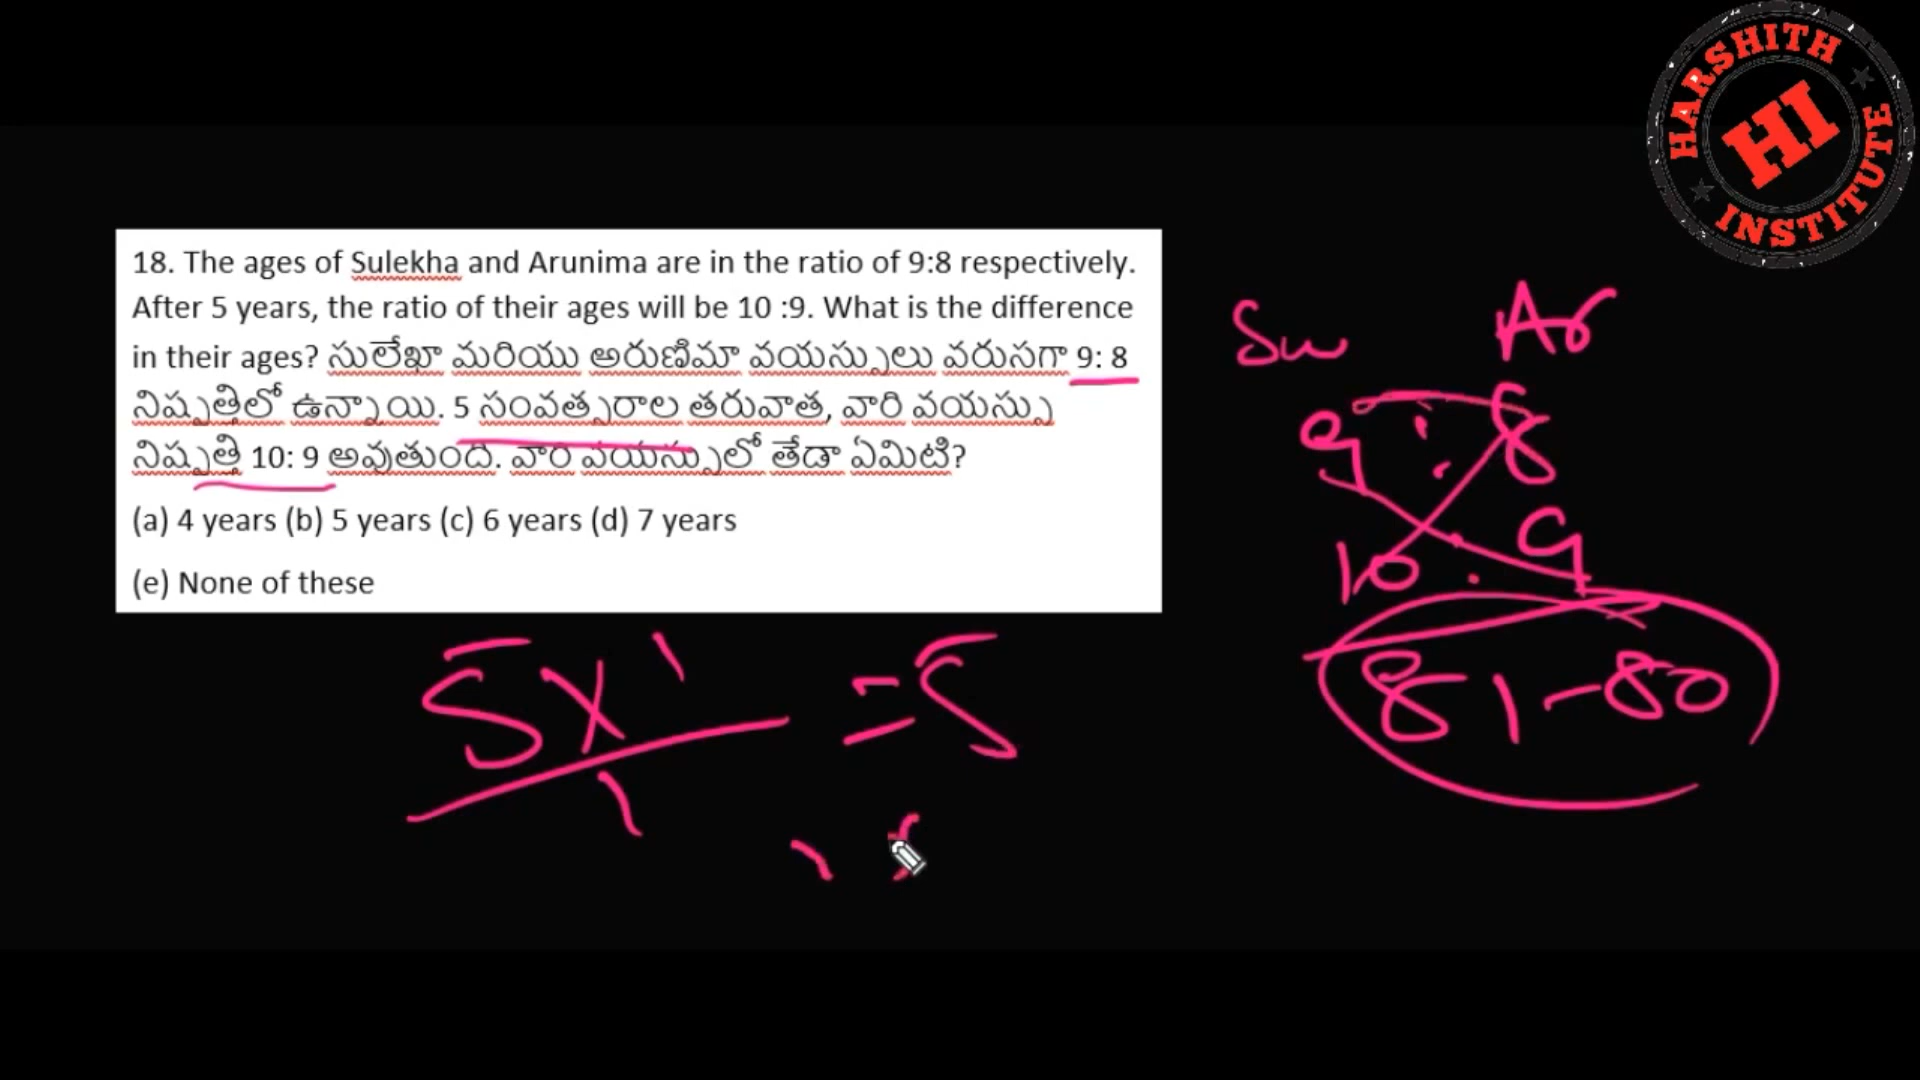 HARSHITH
HI
INSTITUTE
18. The ages of Sulekha and Arunima are in the ratio of 9:8 respectively.
After 5 years, the ratio of their ages will be 10 :9. What is the difference
in their ages? సులేఖా మరియు అరుణిమా వయస్సులు వరుసగా 9: 8
నిష్పత్తిలో ఉన్నాయి. 5 సంవత్సరాల తరువాత, వారి వయస్సు
నిష్పత్తి 10: 9 అవుతుంది. వారి వయస్సులో తేడా ఏమిటి?
(a) 4 years (b) 5 years (c) 6 years (d) 7 years
(e) None of these
Su Ar
9 : 8
10 : 9
81-80
5x1 = 5
1